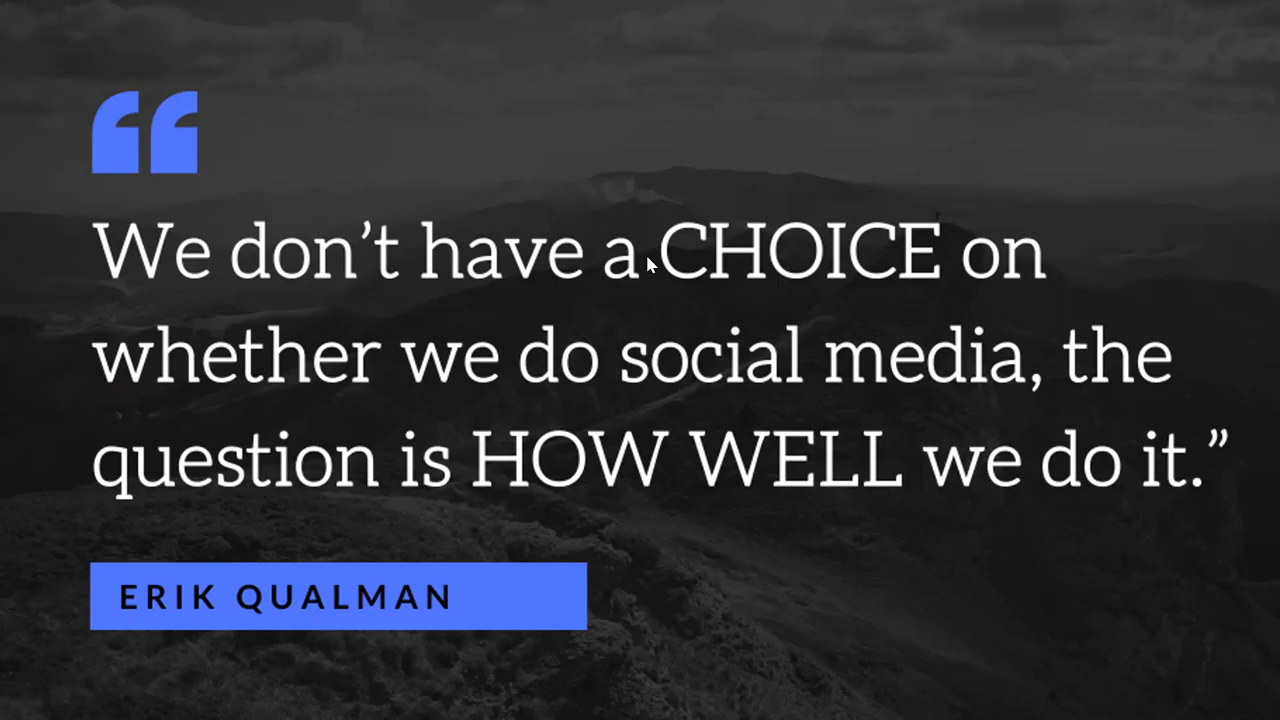 “
We don’t have a CHOICE on
whether we do social media, the
question is HOW WELL we do it.”
ERIK QUALMAN